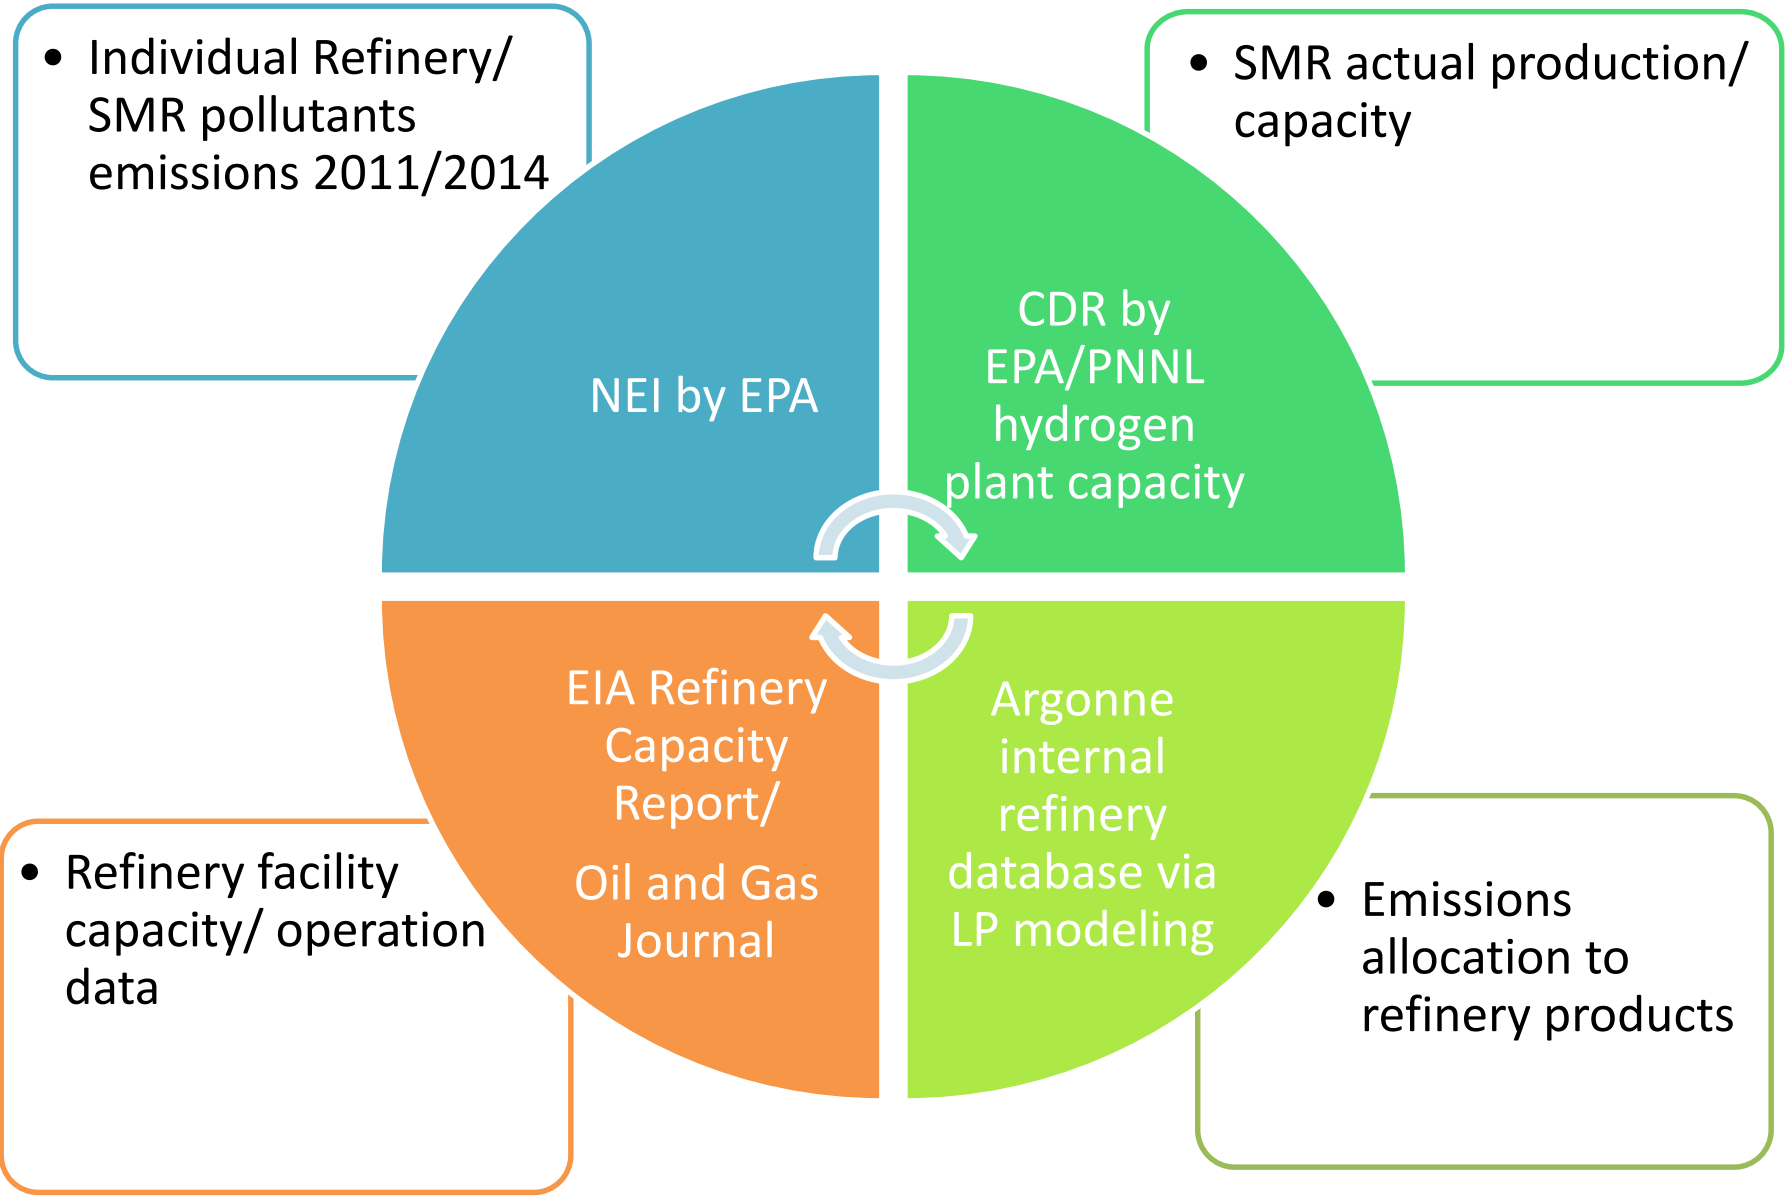 • Individual Refinery/
SMR pollutants
emissions 2011/2014
• SMR actual production/
capacity
NEI by EPA
CDR by
EPA/PNNL
hydrogen
plant capacity
EIA Refinery
Capacity
Report/
Oil and Gas
Journal
Argonne
internal
refinery
database via
LP modeling
• Refinery facility
capacity/ operation
data
• Emissions
allocation to
refinery products